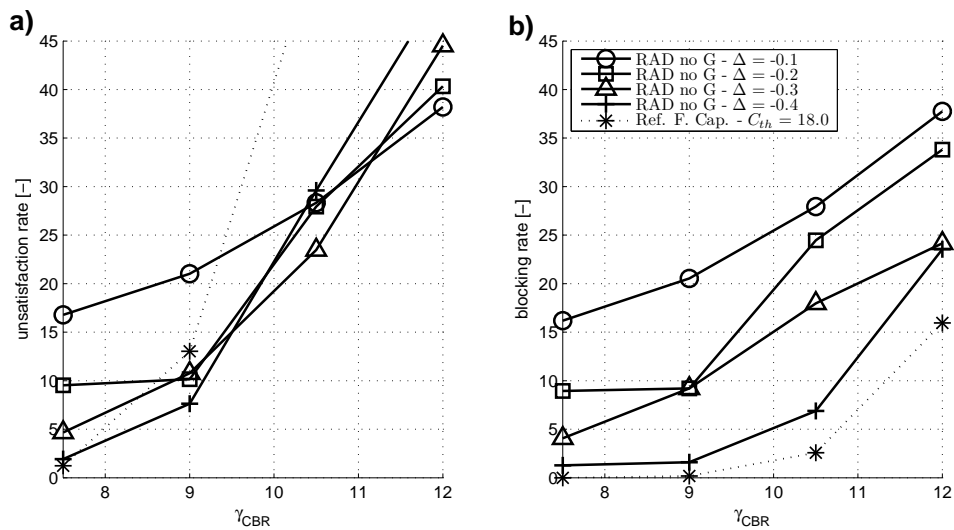 a)
45
40
35
30
25
20
15
10
5
0
unsatisfaction rate [−]
8
9
10
11
12
γCBR
b)
45
40
35
30
25
20
15
10
5
0
blocking rate [−]
RAD no G - Δ = -0.1
RAD no G - Δ = -0.2
RAD no G - Δ = -0.3
RAD no G - Δ = -0.4
Ref. F. Cap. - Cth = 18.0
8
9
10
11
12
γCBR